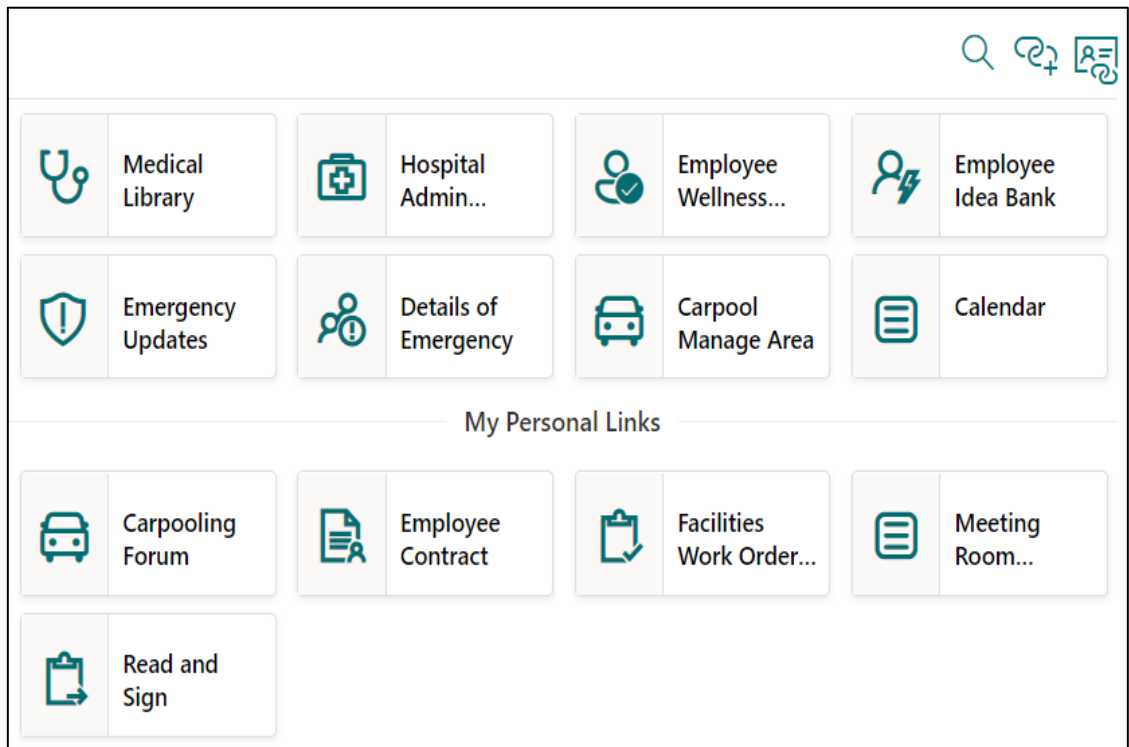 Medical
Library
Hospital
Admin...
Employee
Wellness...
Employee
Idea Bank
Emergency
Updates
Details of
Emergency
Carpool
Manage Area
Calendar
My Personal Links
Carpooling
Forum
Employee
Contract
Facilities
Work Order...
Meeting
Room...
Read and
Sign